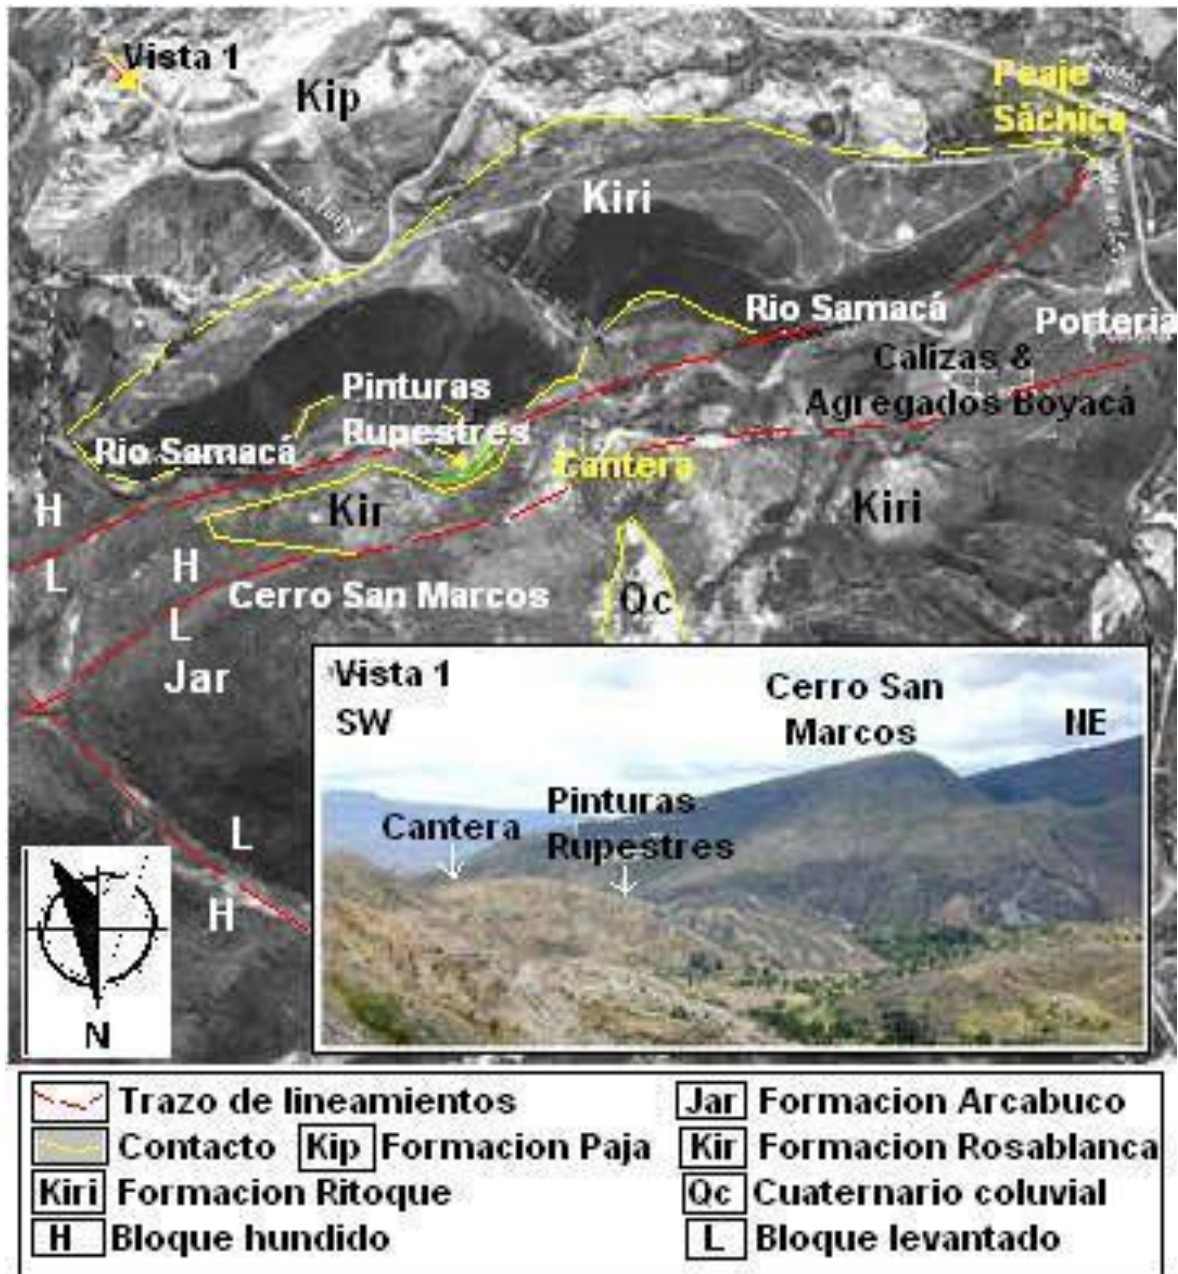 Vista 1
Kip
Peaje
Sáchica
Kiri
Rio Samacá
Porteria
Calizas &
Agregados Boyacá
Pinturas
Rupestres
Rio Samacá
Cantera
Kir
Kiri
H
L
H
Cerro San Marcos
L
Qc
Jar
L
H
N
Vista 1
SW
Cerro San
Marcos
NE
Pinturas
Rupestres
Cantera
Trazo de lineamientos
Jar Formacion Arcabuco
Contacto Kip Formacion Paja
Kir Formacion Rosablanca
Kiri Formacion Ritoque
Qc Cuaternario coluvial
H Bloque hundido
L Bloque levantado